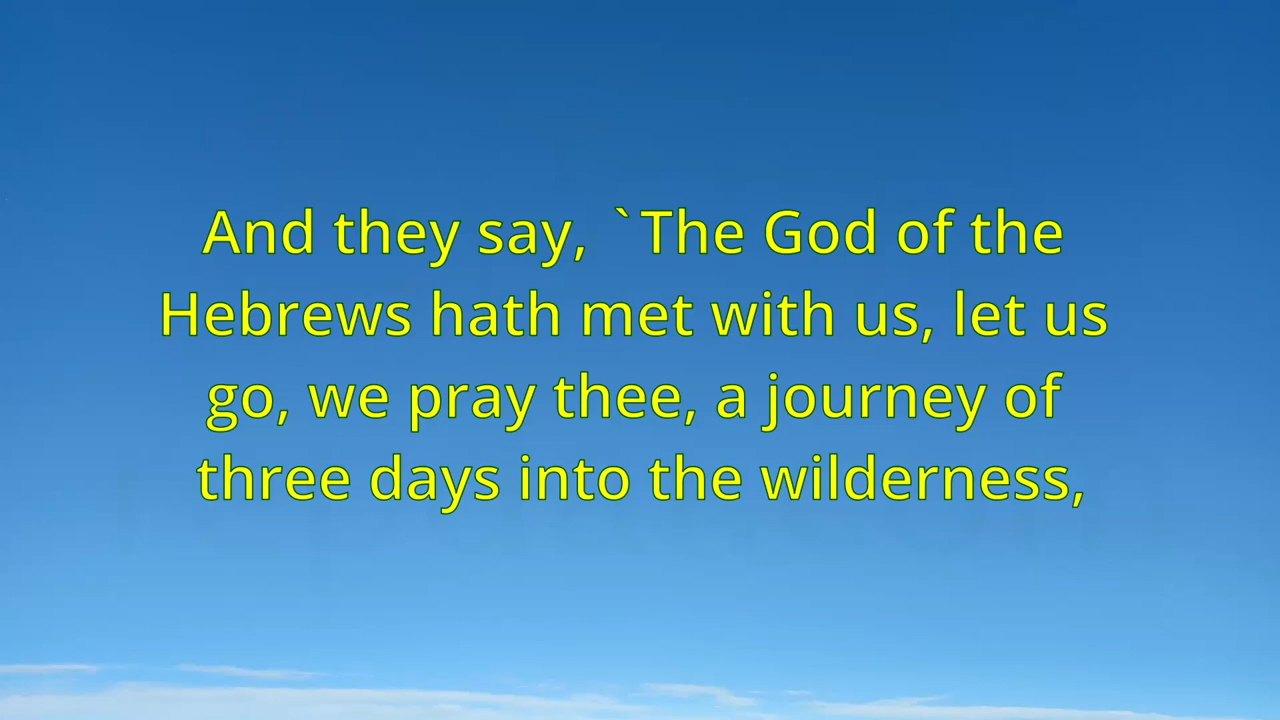 And they say, `The God of the
Hebrews hath met with us, let us
go, we pray thee, a journey of
three days into the wilderness,